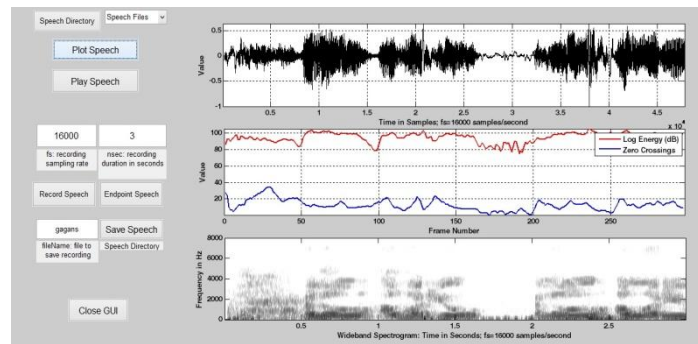 Speech Directory
Speech Files
Plot Speech
Play Speech
16000
3
fs: recording
sampling rate
nsec: recording
duration in seconds
Record Speech
Endpoint Speech
gagans
Save Speech
fileName: file to
save recording
Speech Directory
Close GUI
Value
0.5
0
-0.5
-1
0.5
1
1.5
2
2.5
3
3.5
4
4.5
Time in Samples; fs=16000 samples/second
x 10⁴
Value
100
80
60
40
20
0
Log Energy (dB)
Zero Crossings
0
50
100
150
200
250
Frame Number
Frequency in Hz
8000
6000
4000
2000
0
0.5
1
1.5
2
2.5
Wideband Spectrogram: Time in Seconds; fs=16000 samples/second